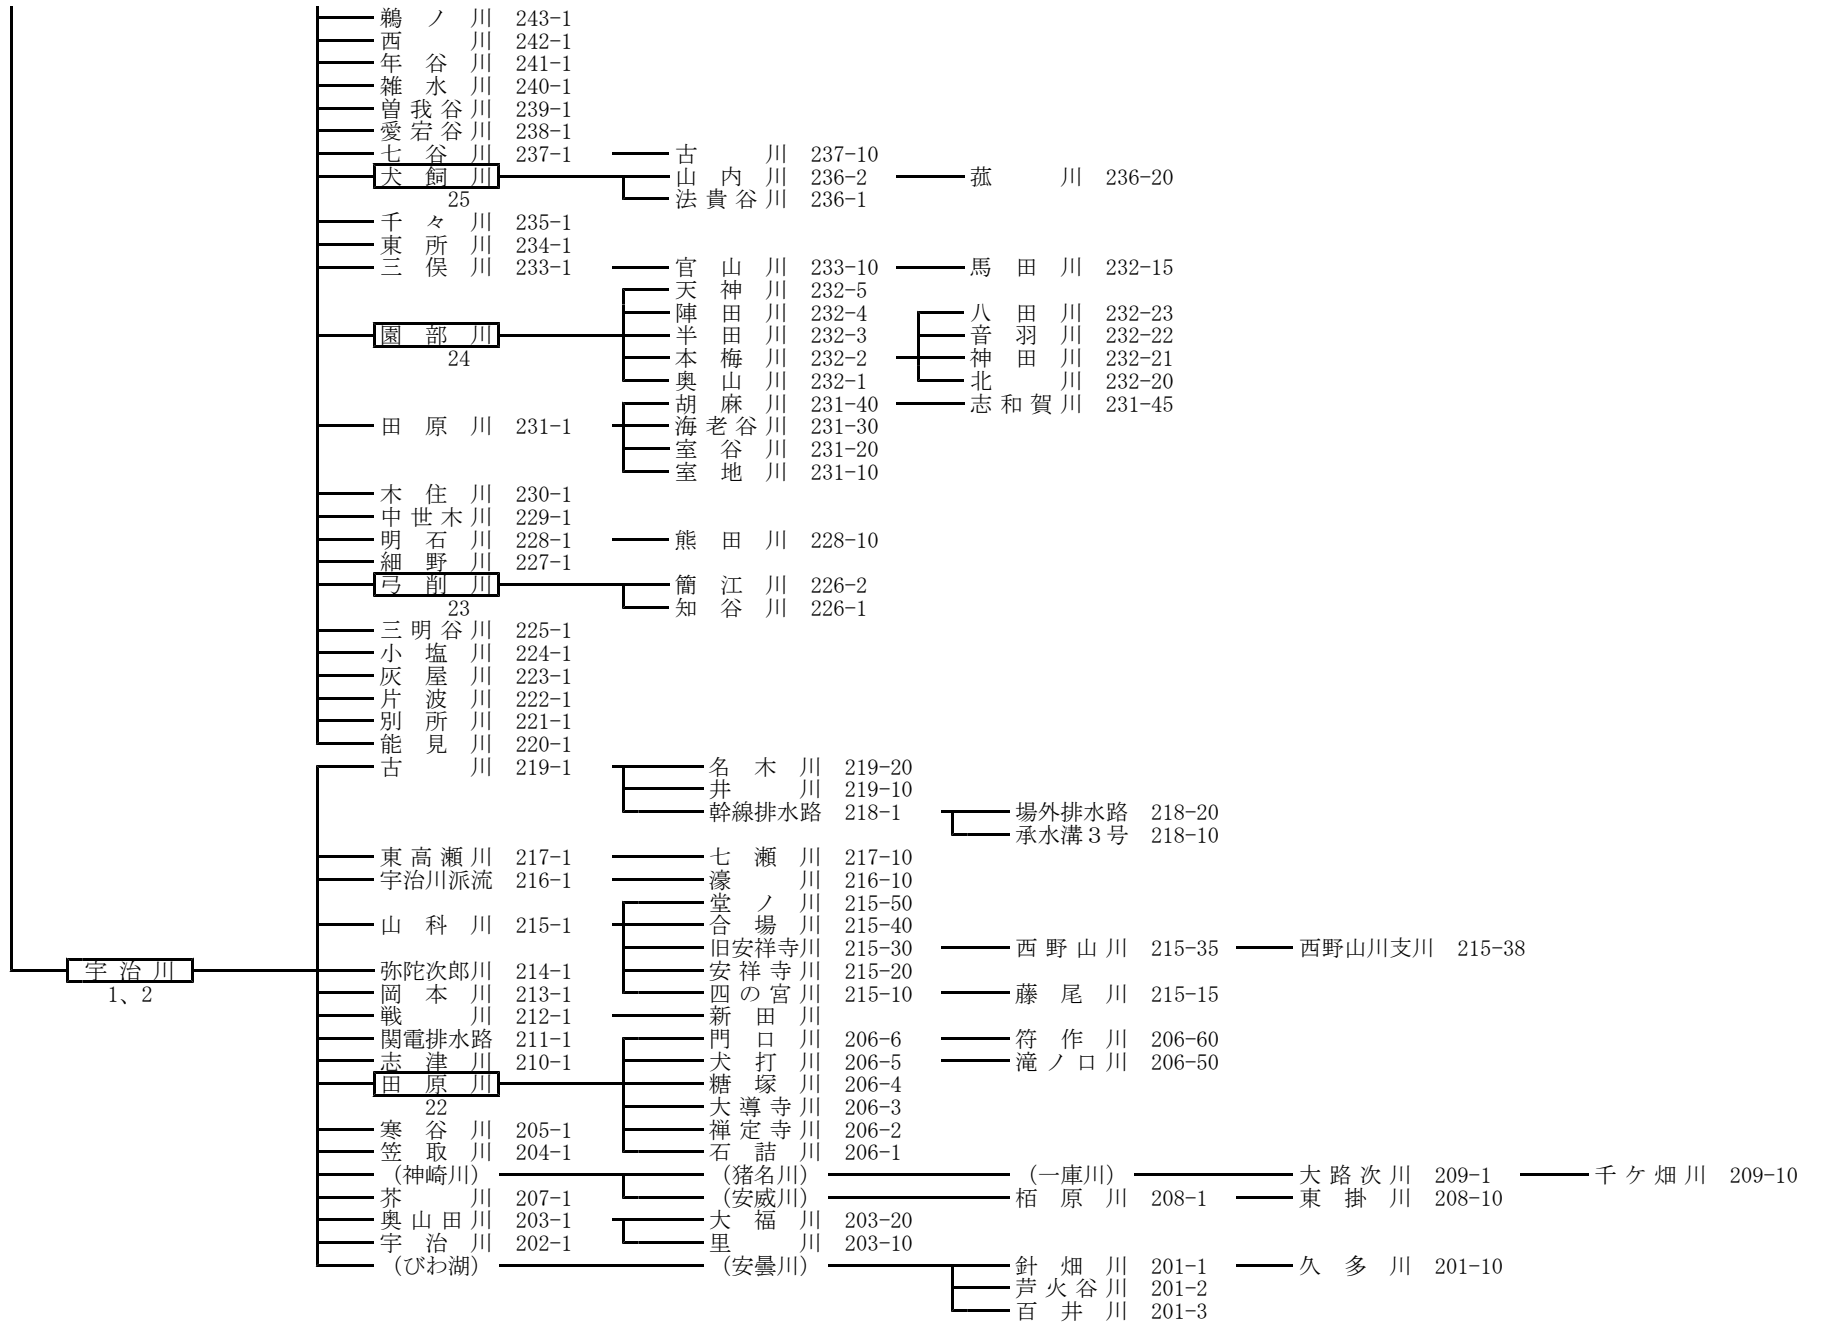 鵜ノ川 243-1
西川 242-1
年谷川 241-1
雑水川 240-1
曽我谷川 239-1
愛宕谷川 238-1
七谷川 237-1 古川 237-10
犬飼川 山内川 236-2 菰川 236-20
25 法貴谷川 236-1
千々川 235-1
東所川 234-1
三俣川 233-1 官山川 233-10 馬田川 232-15
天神川 232-5
陣田川 232-4 八田川 232-23
園部川 半田川 232-3 音羽川 232-22
24 本梅川 232-2 神田川 232-21
奥山川 232-1 北川 232-20
胡麻川 231-40 志和賀川 231-45
田原川 231-1 海老谷川 231-30
室谷川 231-20
室地川 231-10
木住川 230-1
中世木川 229-1
明石川 228-1 熊田川 228-10
細野川 227-1
弓削川 簡江川 226-2
23 知谷川 226-1
三明谷川 225-1
小塩川 224-1
灰屋川 223-1
片波川 222-1
別所川 221-1
能見川 220-1
古川 219-1 名木川 219-20
井川 219-10
幹線排水路 218-1 場外排水路 218-20
承水溝３号 218-10
東高瀬川 217-1 七瀬川 217-10
宇治川派流 216-1 濠川 216-10
堂ノ川 215-50
山科川 215-1 合場川 215-40
旧安祥寺川 215-30 西野山川 215-35 西野山川支川 215-38
宇治川 弥陀次郎川 214-1 安祥寺川 215-20
1、2 岡本川 213-1 四の宮川 215-10 藤尾川 215-15
戦川 212-1 新田川
関電排水路 211-1 門口川 206-6 符作川 206-60
志津川 210-1 犬打川 206-5 滝ノ口川 206-50
田原川 糖塚川 206-4
22 大導寺川 206-3
寒谷川 205-1 禅定寺川 206-2
笠取川 204-1 石詰川 206-1
（神崎川） （猪名川） （一庫川） 大路次川 209-1 千ケ畑川 209-10
芥川 207-1 （安威川） 栢原川 208-1 東掛川 208-10
奥山田川 203-1 大福川 203-20
宇治川 202-1 里川 203-10
（びわ湖） （安曇川） 針畑川 201-1 久多川 201-10
芦火谷川 201-2
百井川 201-3